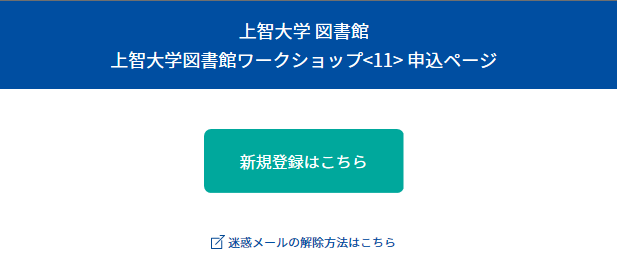 上智大学 図書館
上智大学図書館ワークショップ<11> 申込ページ
新規登録はこちら
迷惑メールの解除方法はこちら